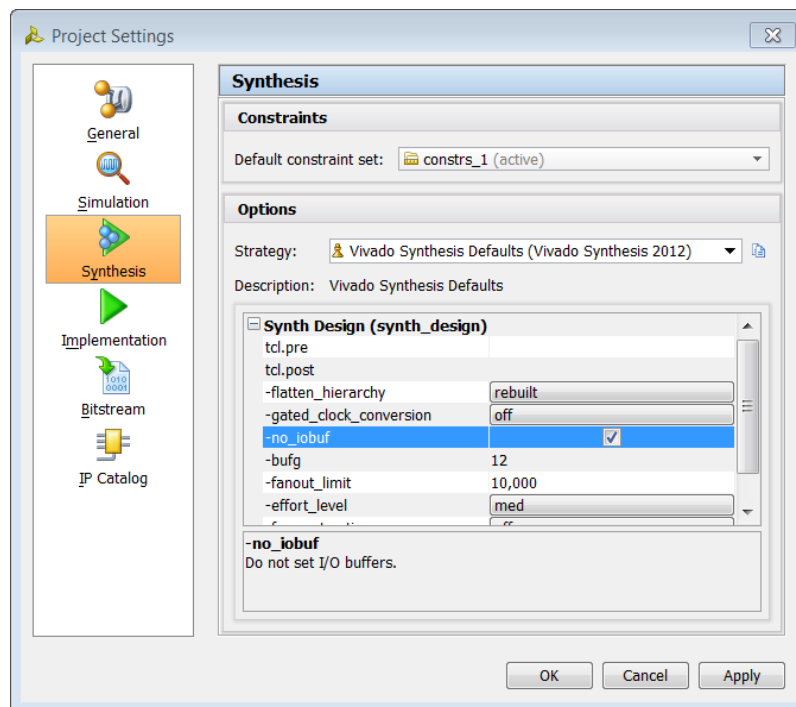 Project Settings
General
Simulation
Synthesis
Implementation
1010
0001
Bitstream
IP Catalog
Synthesis
Constraints
Default constraint set: constrs_1 (active)
Options
Strategy: Vivado Synthesis Defaults (Vivado Synthesis 2012)
Description: Vivado Synthesis Defaults
Synth Design (synth_design)
tcl.pre
tcl.post
-flatten_hierarchy rebuilt
-gated_clock_conversion off
-no_iobuf
-bufg 12
-fanout_limit 10,000
-effort_level med
-no_iobuf
Do not set I/O buffers.
OK Cancel Apply